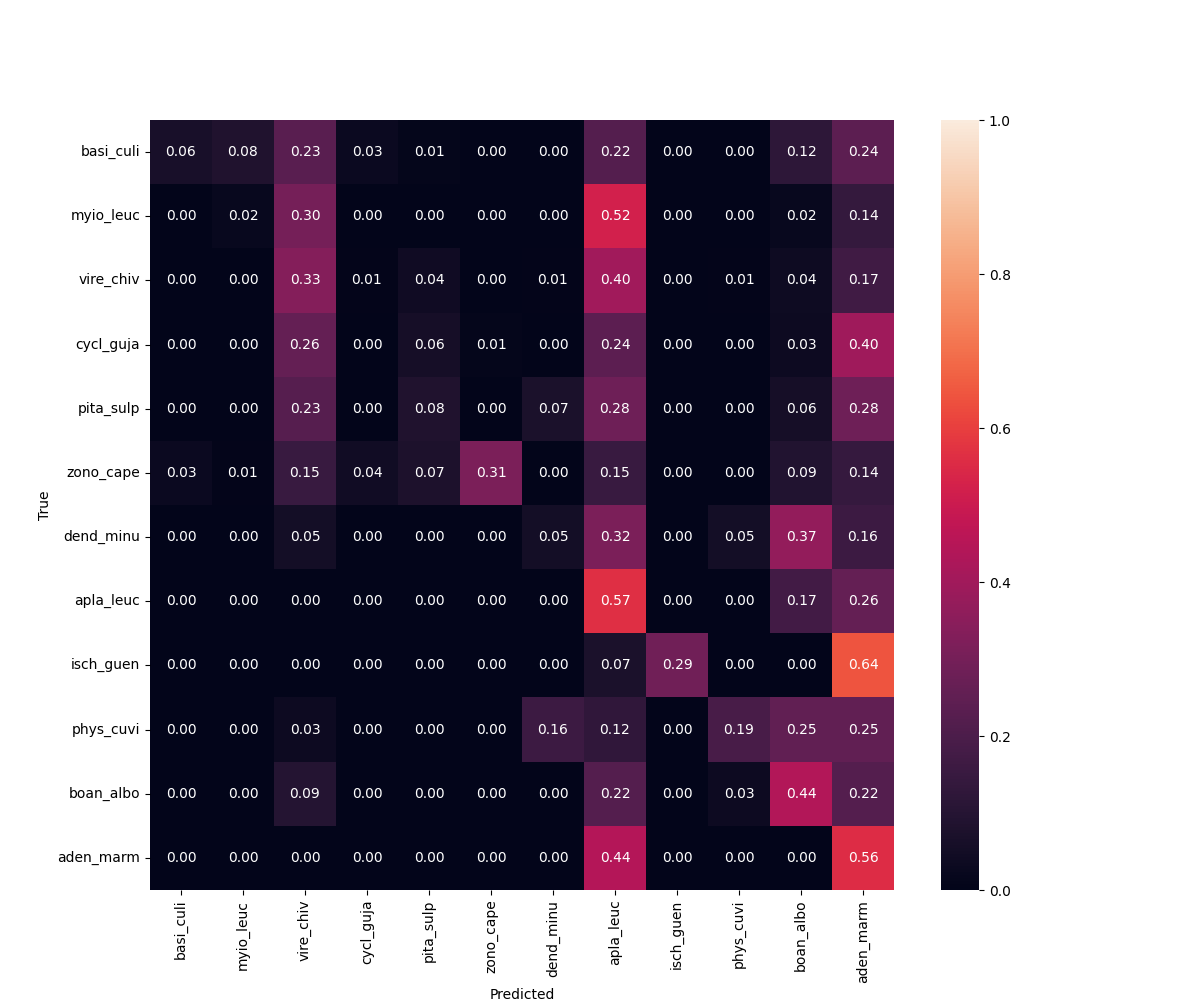 basi_culi 0.06 0.08 0.23 0.03 0.01 0.00 0.00 0.22 0.00 0.00 0.12 0.24
myio_leuc 0.00 0.02 0.30 0.00 0.00 0.00 0.00 0.52 0.00 0.00 0.02 0.14
vire_chiv 0.00 0.00 0.33 0.01 0.04 0.00 0.01 0.40 0.00 0.01 0.04 0.17
cycl_guja 0.00 0.00 0.26 0.00 0.06 0.01 0.00 0.24 0.00 0.00 0.03 0.40
pita_sulp 0.00 0.00 0.23 0.00 0.08 0.00 0.07 0.28 0.00 0.00 0.06 0.28
zono_cape 0.03 0.01 0.15 0.04 0.07 0.31 0.00 0.15 0.00 0.00 0.09 0.14
dend_minu 0.00 0.00 0.05 0.00 0.00 0.00 0.05 0.32 0.00 0.05 0.37 0.16
apla_leuc 0.00 0.00 0.00 0.00 0.00 0.00 0.00 0.57 0.00 0.00 0.17 0.26
isch_guen 0.00 0.00 0.00 0.00 0.00 0.00 0.00 0.07 0.29 0.00 0.00 0.64
phys_cuvi 0.00 0.00 0.03 0.00 0.00 0.00 0.16 0.12 0.00 0.19 0.25 0.25
boan_albo 0.00 0.00 0.09 0.00 0.00 0.00 0.00 0.22 0.00 0.03 0.44 0.22
aden_marm 0.00 0.00 0.00 0.00 0.00 0.00 0.00 0.44 0.00 0.00 0.00 0.56
True
basi_culi myio_leuc vire_chiv cycl_guja pita_sulp zono_cape dend_minu apla_leuc isch_guen phys_cuvi boan_albo aden_marm
Predicted
1.0
0.8
0.6
0.4
0.2
0.0